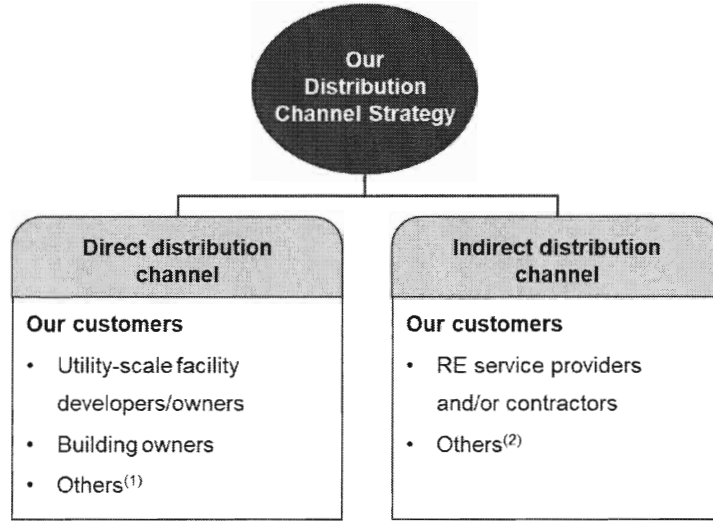 Our
Distribution
Channel Strategy
Direct distribution
channel
Our customers
• Utility-scale facility
developers/owners
• Building owners
• Others(1)
Indirect distribution
channel
Our customers
• RE service providers
and/or contractors
• Others(2)